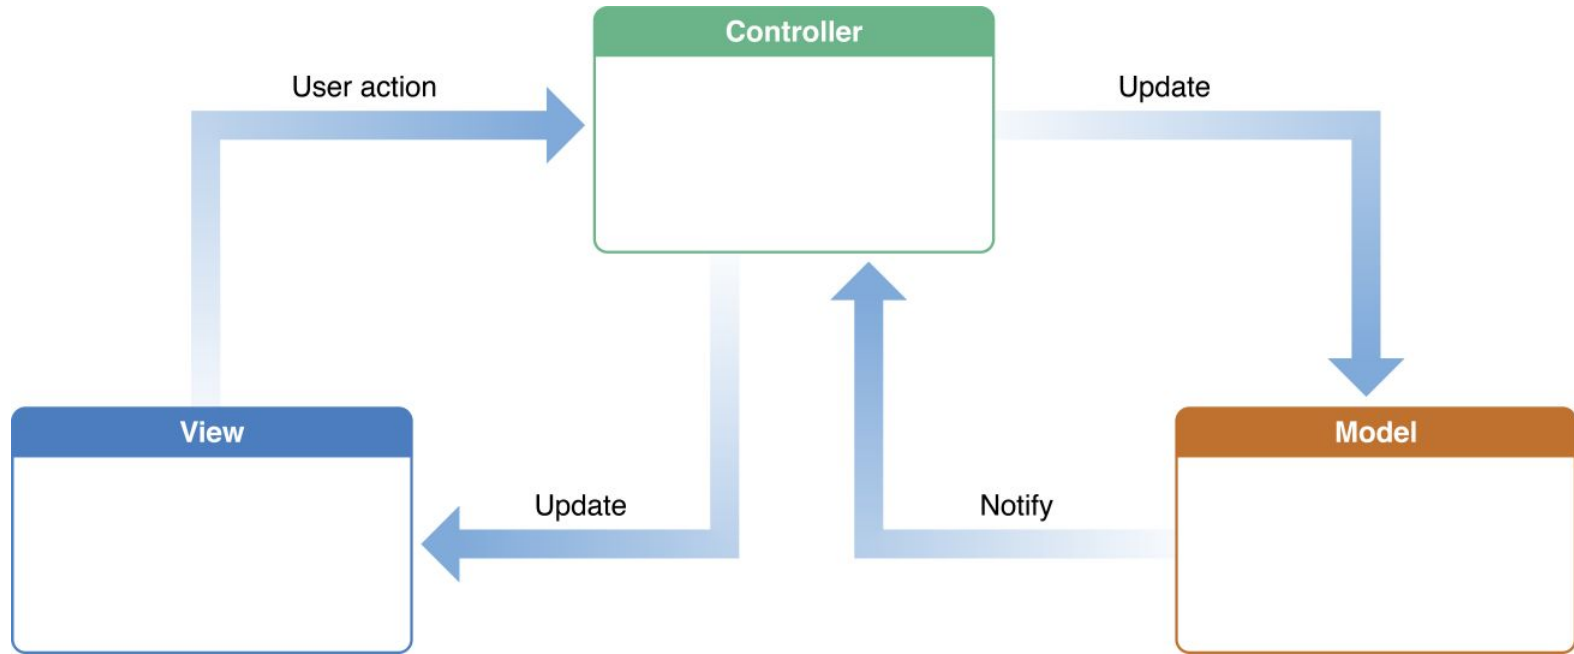 Controller
User action
Update
View
Model
Update
Notify